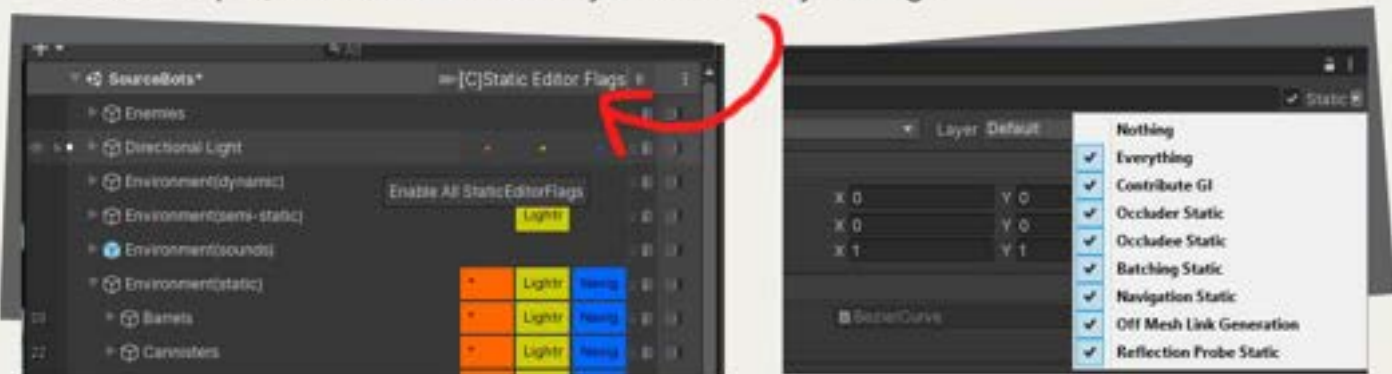 SourceBots*
[C]Static Editor Flags
Enemies
Directional Light
Environment(dynamic)
Enable All StaticEditorFlags
Environment(semi-static)
Lightr
Environment(sounds)
Environment(static)
* Lightr Navig
Barrels
* Lightr Navig
22
Cannisters
* Lightr Navig
Static
Layer Default
X 0 Y 0
X 0 Y 0
X 1 Y 1
BezierCurve
Nothing
Everything
Contribute GI
Occluder Static
Occludee Static
Batching Static
Navigation Static
Off Mesh Link Generation
Reflection Probe Static